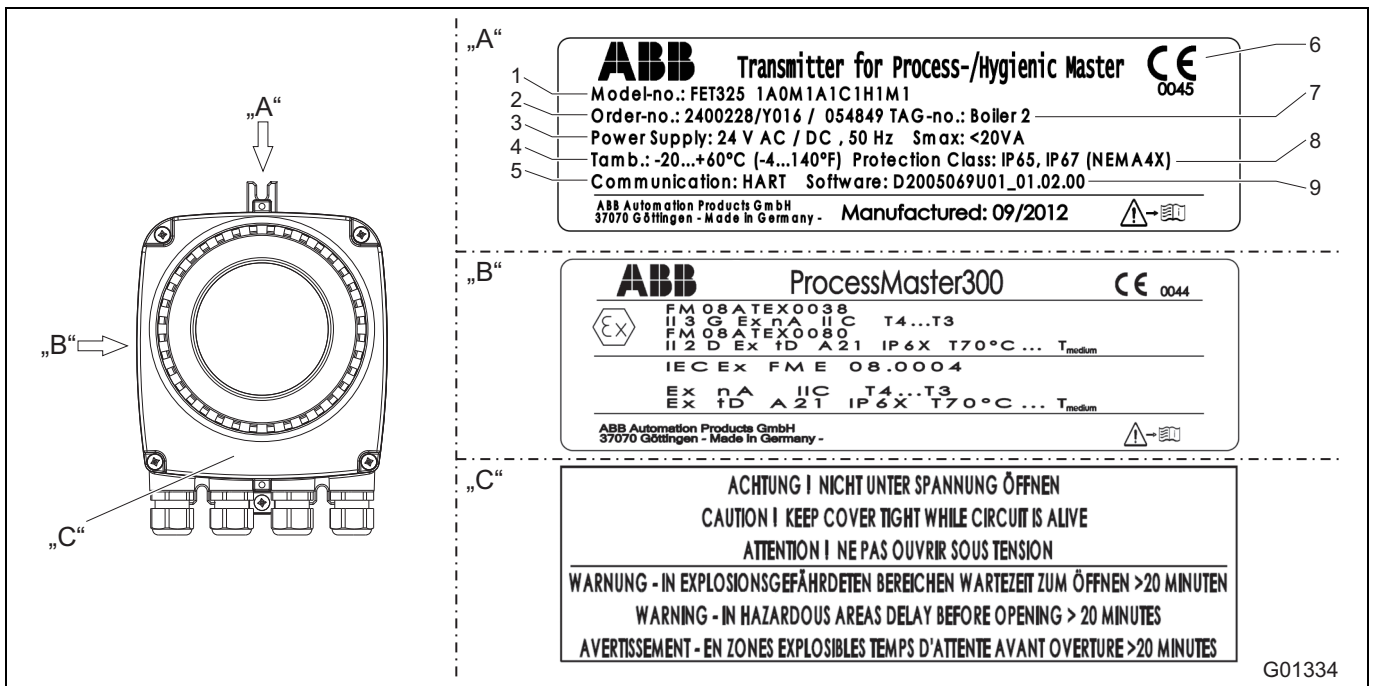 „A“
„B“
„C“
„A“
ABB Transmitter for Process-/Hygienic Master CE
0045
Model-no.: FET325 1A0M1A1C1H1M1
Order-no.: 2400228/Y016 / 054849 TAG-no.: Boiler 2
Power Supply: 24 V AC / DC , 50 Hz Smax: <20VA
Tamb.: -20...+60°C (-4...140°F) Protection Class: IP65, IP67 (NEMA4X)
Communication: HART Software: D2005069U01_01.02.00
ABB Automation Products GmbH
37070 Göttingen - Made in Germany -
Manufactured: 09/2012
1
2
3
4
5
6
7
8
9
„B“
ABB ProcessMaster300 CE 0044
Ex
FM 08ATEX0038
II 3 G Ex nA IIC T4...T3
FM 08ATEX0080
II 2 D Ex tD A21 IP6X T70°C ... Tmedium
IECEx FME 08.0004
Ex nA IIC T4...T3
Ex tD A21 IP6X T70°C ... Tmedium
ABB Automation Products GmbH
37070 Göttingen - Made in Germany -
„C“
ACHTUNG ! NICHT UNTER SPANNUNG ÖFFNEN
CAUTION ! KEEP COVER TIGHT WHILE CIRCUIT IS ALIVE
ATTENTION ! NE PAS OUVRIR SOUS TENSION
WARNUNG - IN EXPLOSIONSGEFÄHRDETEN BEREICHEN WARTEZEIT ZUM ÖFFNEN >20 MINUTEN
WARNING - IN HAZARDOUS AREAS DELAY BEFORE OPENING > 20 MINUTES
AVERTISSEMENT - EN ZONES EXPLOSIBLES TEMPS D'ATTENTE AVANT OVERTURE >20 MINUTES
G01334